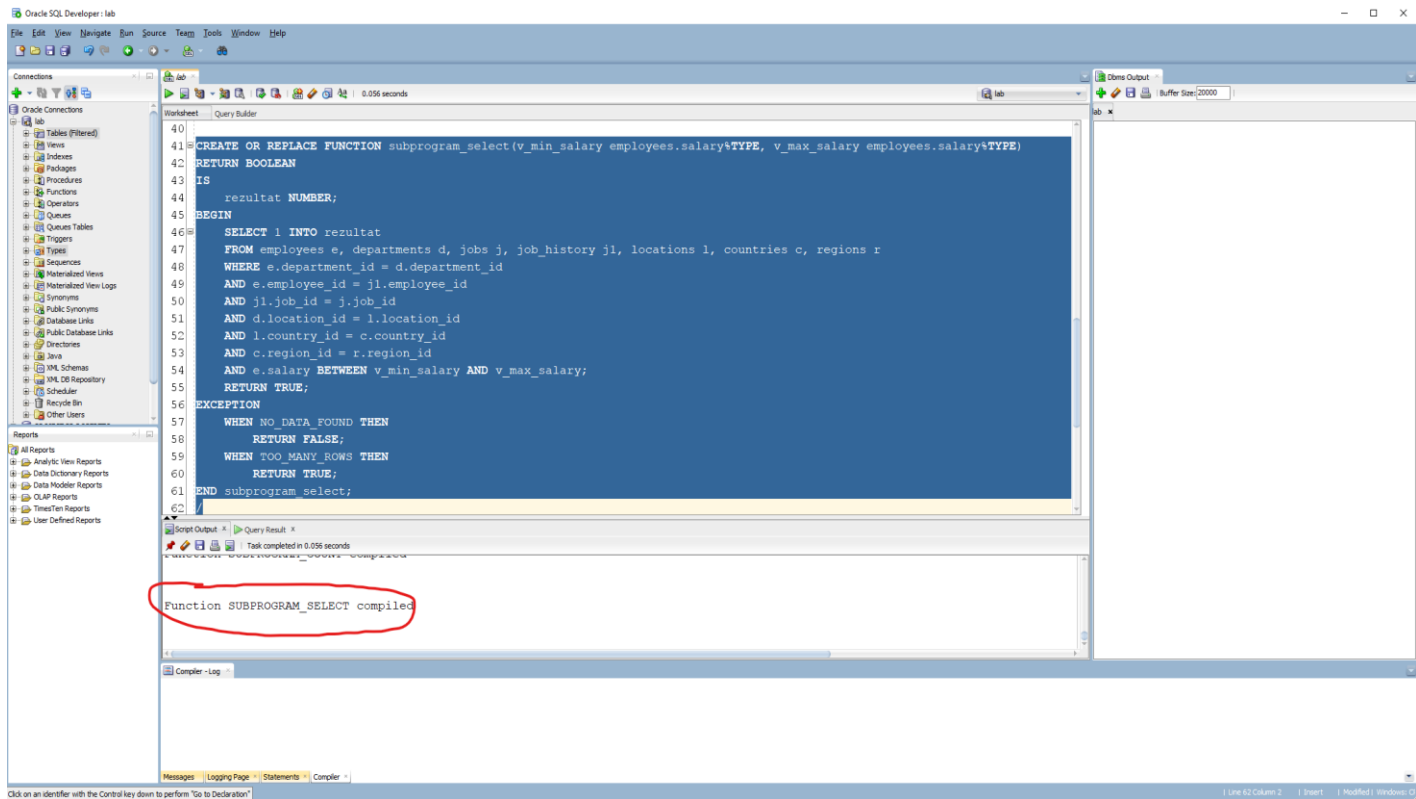 Oracle SQL Developer : lab
File Edit View Navigate Run Source Team Tools Window Help
Connections
Oracle Connections
lab
Tables (Filtered)
Views
Indexes
Packages
Procedures
Functions
Operators
Queues
Queues Tables
Triggers
Types
Sequences
Materialized Views
Materialized View Logs
Synonyms
Public Synonyms
Database Links
Public Database Links
Directories
Java
XML Schemas
XML DB Repository
Scheduler
Recycle Bin
Other Users
Reports
All Reports
Analytic View Reports
Data Dictionary Reports
Data Modeler Reports
OLAP Reports
TimesTen Reports
User Defined Reports
lab
0.056 seconds
lab
Worksheet Query Builder
40
41 CREATE OR REPLACE FUNCTION subprogram_select(v_min_salary employees.salary%TYPE, v_max_salary employees.salary%TYPE)
42 RETURN BOOLEAN
43 IS
44 rezultat NUMBER;
45 BEGIN
46 SELECT 1 INTO rezultat
47 FROM employees e, departments d, jobs j, job_history j1, locations l, countries c, regions r
48 WHERE e.department_id = d.department_id
49 AND e.employee_id = j1.employee_id
50 AND j1.job_id = j.job_id
51 AND d.location_id = l.location_id
52 AND l.country_id = c.country_id
53 AND c.region_id = r.region_id
54 AND e.salary BETWEEN v_min_salary AND v_max_salary;
55 RETURN TRUE;
56 EXCEPTION
57 WHEN NO_DATA_FOUND THEN
58 RETURN FALSE;
59 WHEN TOO_MANY_ROWS THEN
60 RETURN TRUE;
61 END subprogram_select;
62 /
Script Output Query Result
Task completed in 0.056 seconds
Function SUBPROGRAM_SELECT compiled
Compiler - Log
Messages Logging Page Statements Compiler
Dbms Output
Buffer Size: 20000
lab
Click on an identifier with the Control key down to perform "Go to Declaration"
Line 62 Column 2 Insert Modified Windows: C